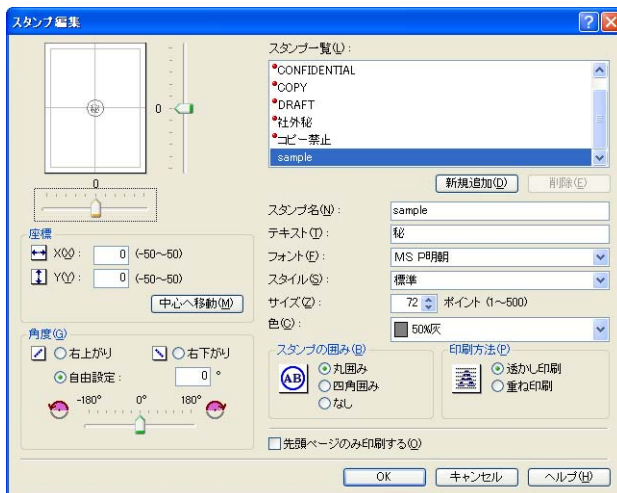 スタンプ編集
スタンプ一覧(L):
CONFIDENTIAL
COPY
DRAFT
社外秘
コピー禁止
sample
秘
0
0
新規追加(D)
削除(E)
スタンプ名(N):
sample
テキスト(T):
秘
フォント(F):
MS P明朝
スタイル(S):
標準
サイズ(Z):
72 ポイント (1～500)
色(C):
50%灰
座標
X(X): 0 (-50～50)
Y(Y): 0 (-50～50)
中心へ移動(M)
角度(G)
右上がり
右下がり
自由設定: 0 °
-180° 0° 180°
スタンプの囲み(B)
AB
丸囲み
四角囲み
なし
印刷方法(P)
透かし印刷
重ね印刷
先頭ページのみ印刷する(O)
OK
キャンセル
ヘルプ(H)